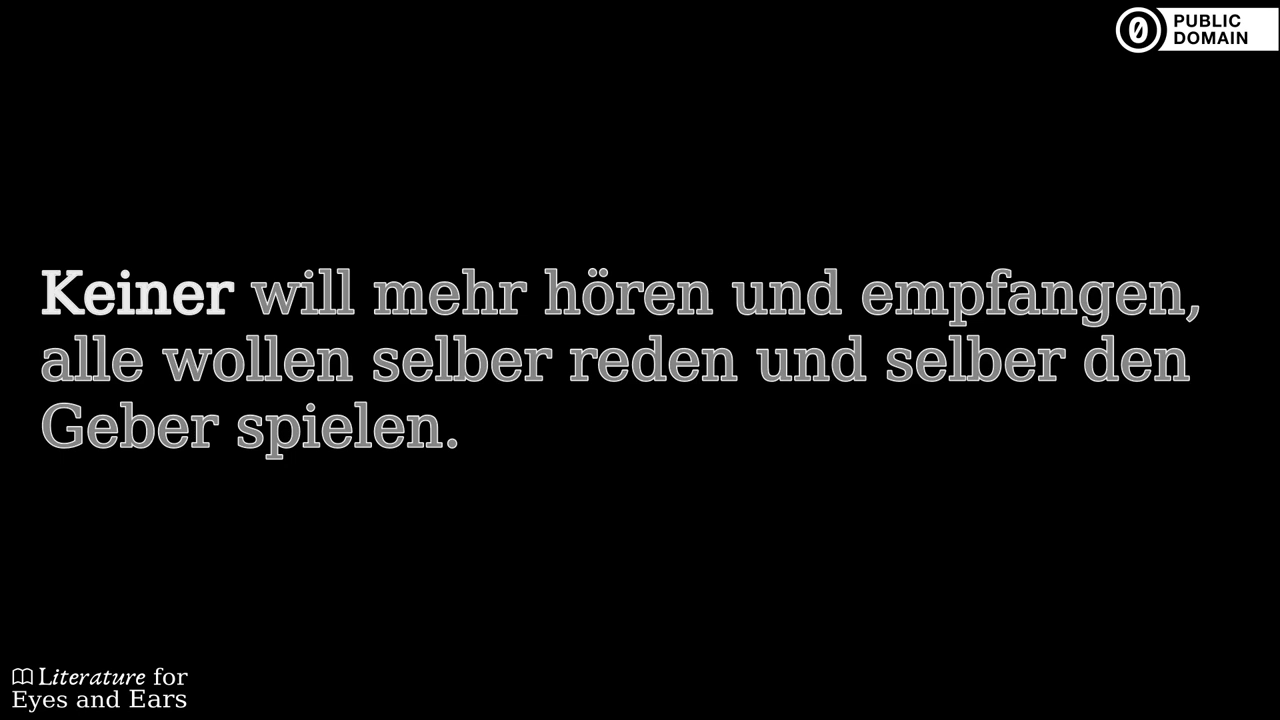 PUBLIC
DOMAIN
Keiner will mehr hören und empfangen,
alle wollen selber reden und selber den
Geber spielen.
Literature for
Eyes and Ears